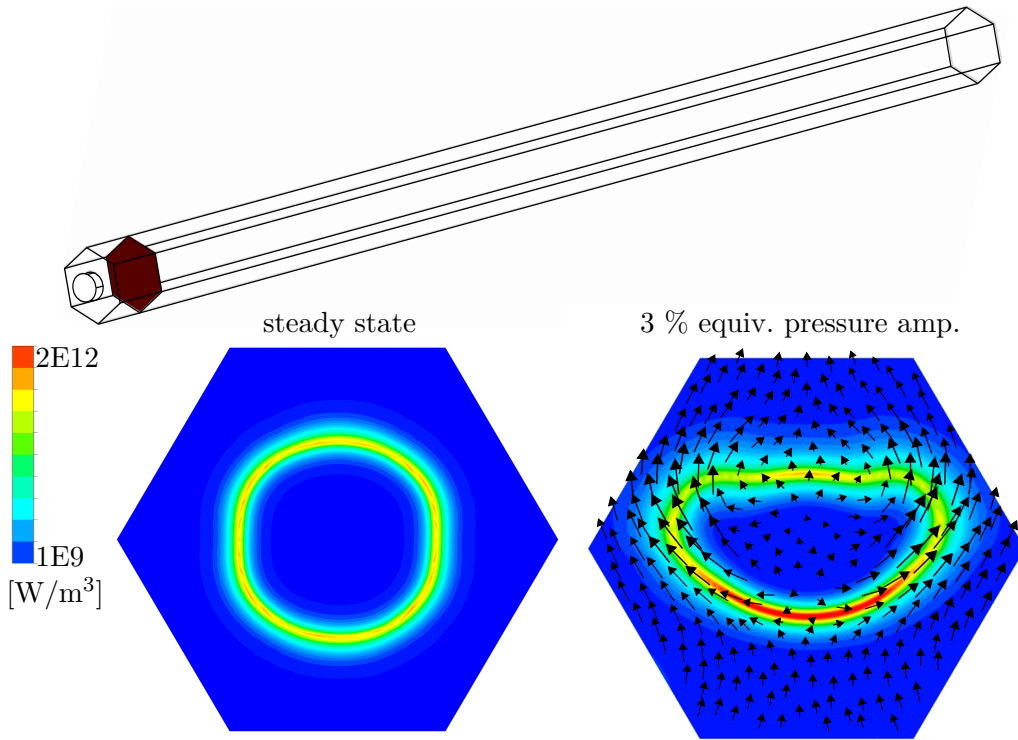 steady state
3 % equiv. pressure amp.
2E12
1E9
[W/m³]